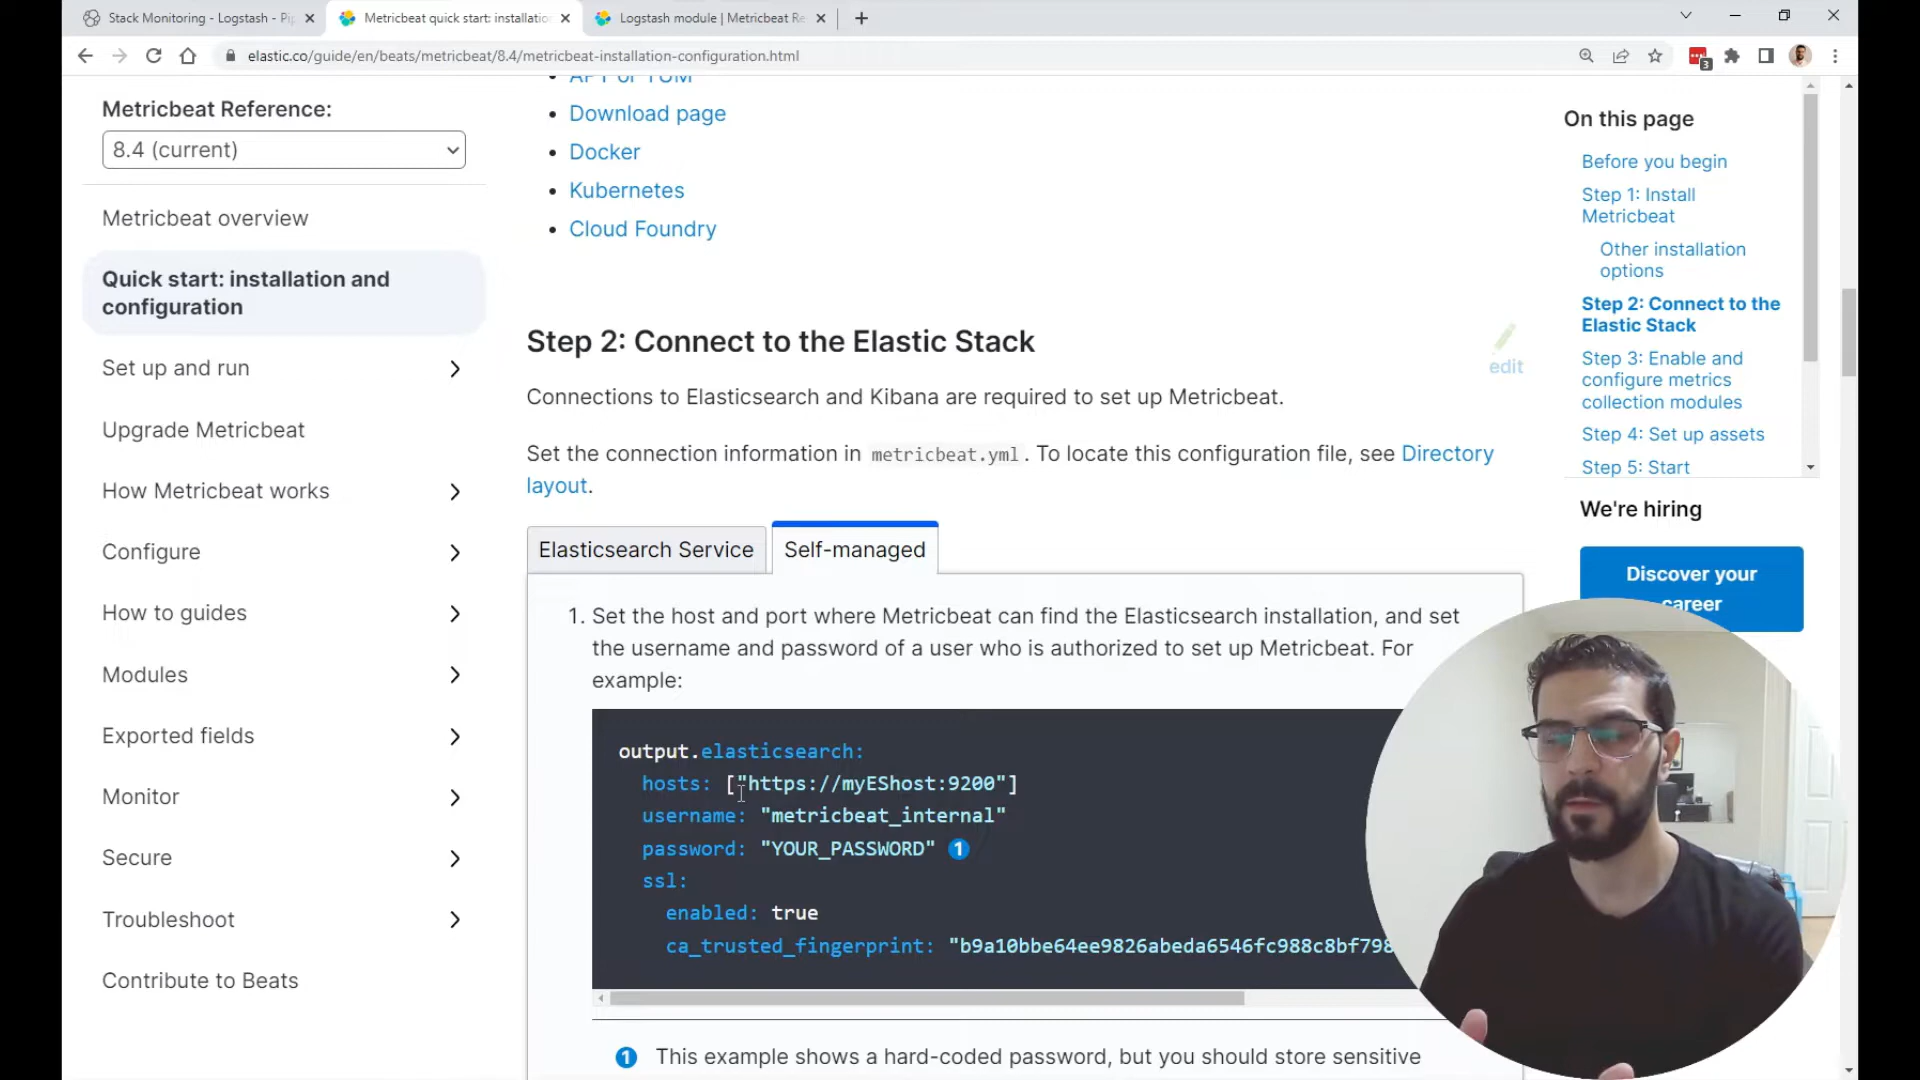 Stack Monitoring - Logstash - Pip
Metricbeat quick start: installatio
Logstash module | Metricbeat Re
elastic.co/guide/en/beats/metricbeat/8.4/metricbeat-installation-configuration.html
3
Metricbeat Reference:
8.4 (current)
Metricbeat overview
Quick start: installation and
configuration
Set up and run
Upgrade Metricbeat
How Metricbeat works
Configure
How to guides
Modules
Exported fields
Monitor
Secure
Troubleshoot
Contribute to Beats
• APT or YUM
• Download page
• Docker
• Kubernetes
• Cloud Foundry
Step 2: Connect to the Elastic Stack
edit
Connections to Elasticsearch and Kibana are required to set up Metricbeat.
Set the connection information in metricbeat.yml. To locate this configuration file, see Directory
layout.
Elasticsearch Service
Self-managed
1. Set the host and port where Metricbeat can find the Elasticsearch installation, and set
the username and password of a user who is authorized to set up Metricbeat. For
example:
output.elasticsearch:
hosts: ["https://myEShost:9200"]
username: "metricbeat_internal"
password: "YOUR_PASSWORD" 1
ssl:
enabled: true
ca_trusted_fingerprint: "b9a10bbe64ee9826abeda6546fc988c8bf798
1 This example shows a hard-coded password, but you should store sensitive
On this page
Before you begin
Step 1: Install
Metricbeat
Other installation
options
Step 2: Connect to the
Elastic Stack
Step 3: Enable and
configure metrics
collection modules
Step 4: Set up assets
Step 5: Start
We're hiring
Discover your
career